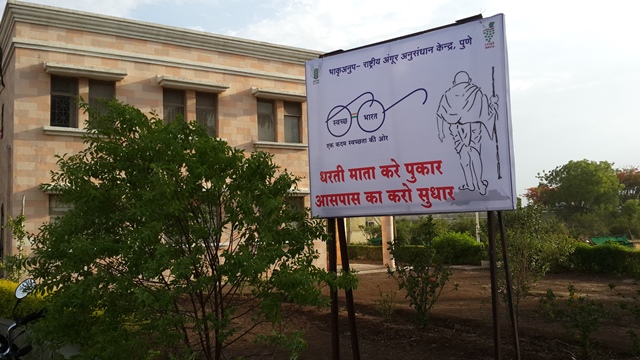 भाकृअनुप– राष्ट्रीय अंगूर अनुसंधान केन्द्र, पुणे
स्वच्छ भारत
एक कदम स्वच्छता की ओर
धरती माता करे पुकार
आसपास का करो सुधार